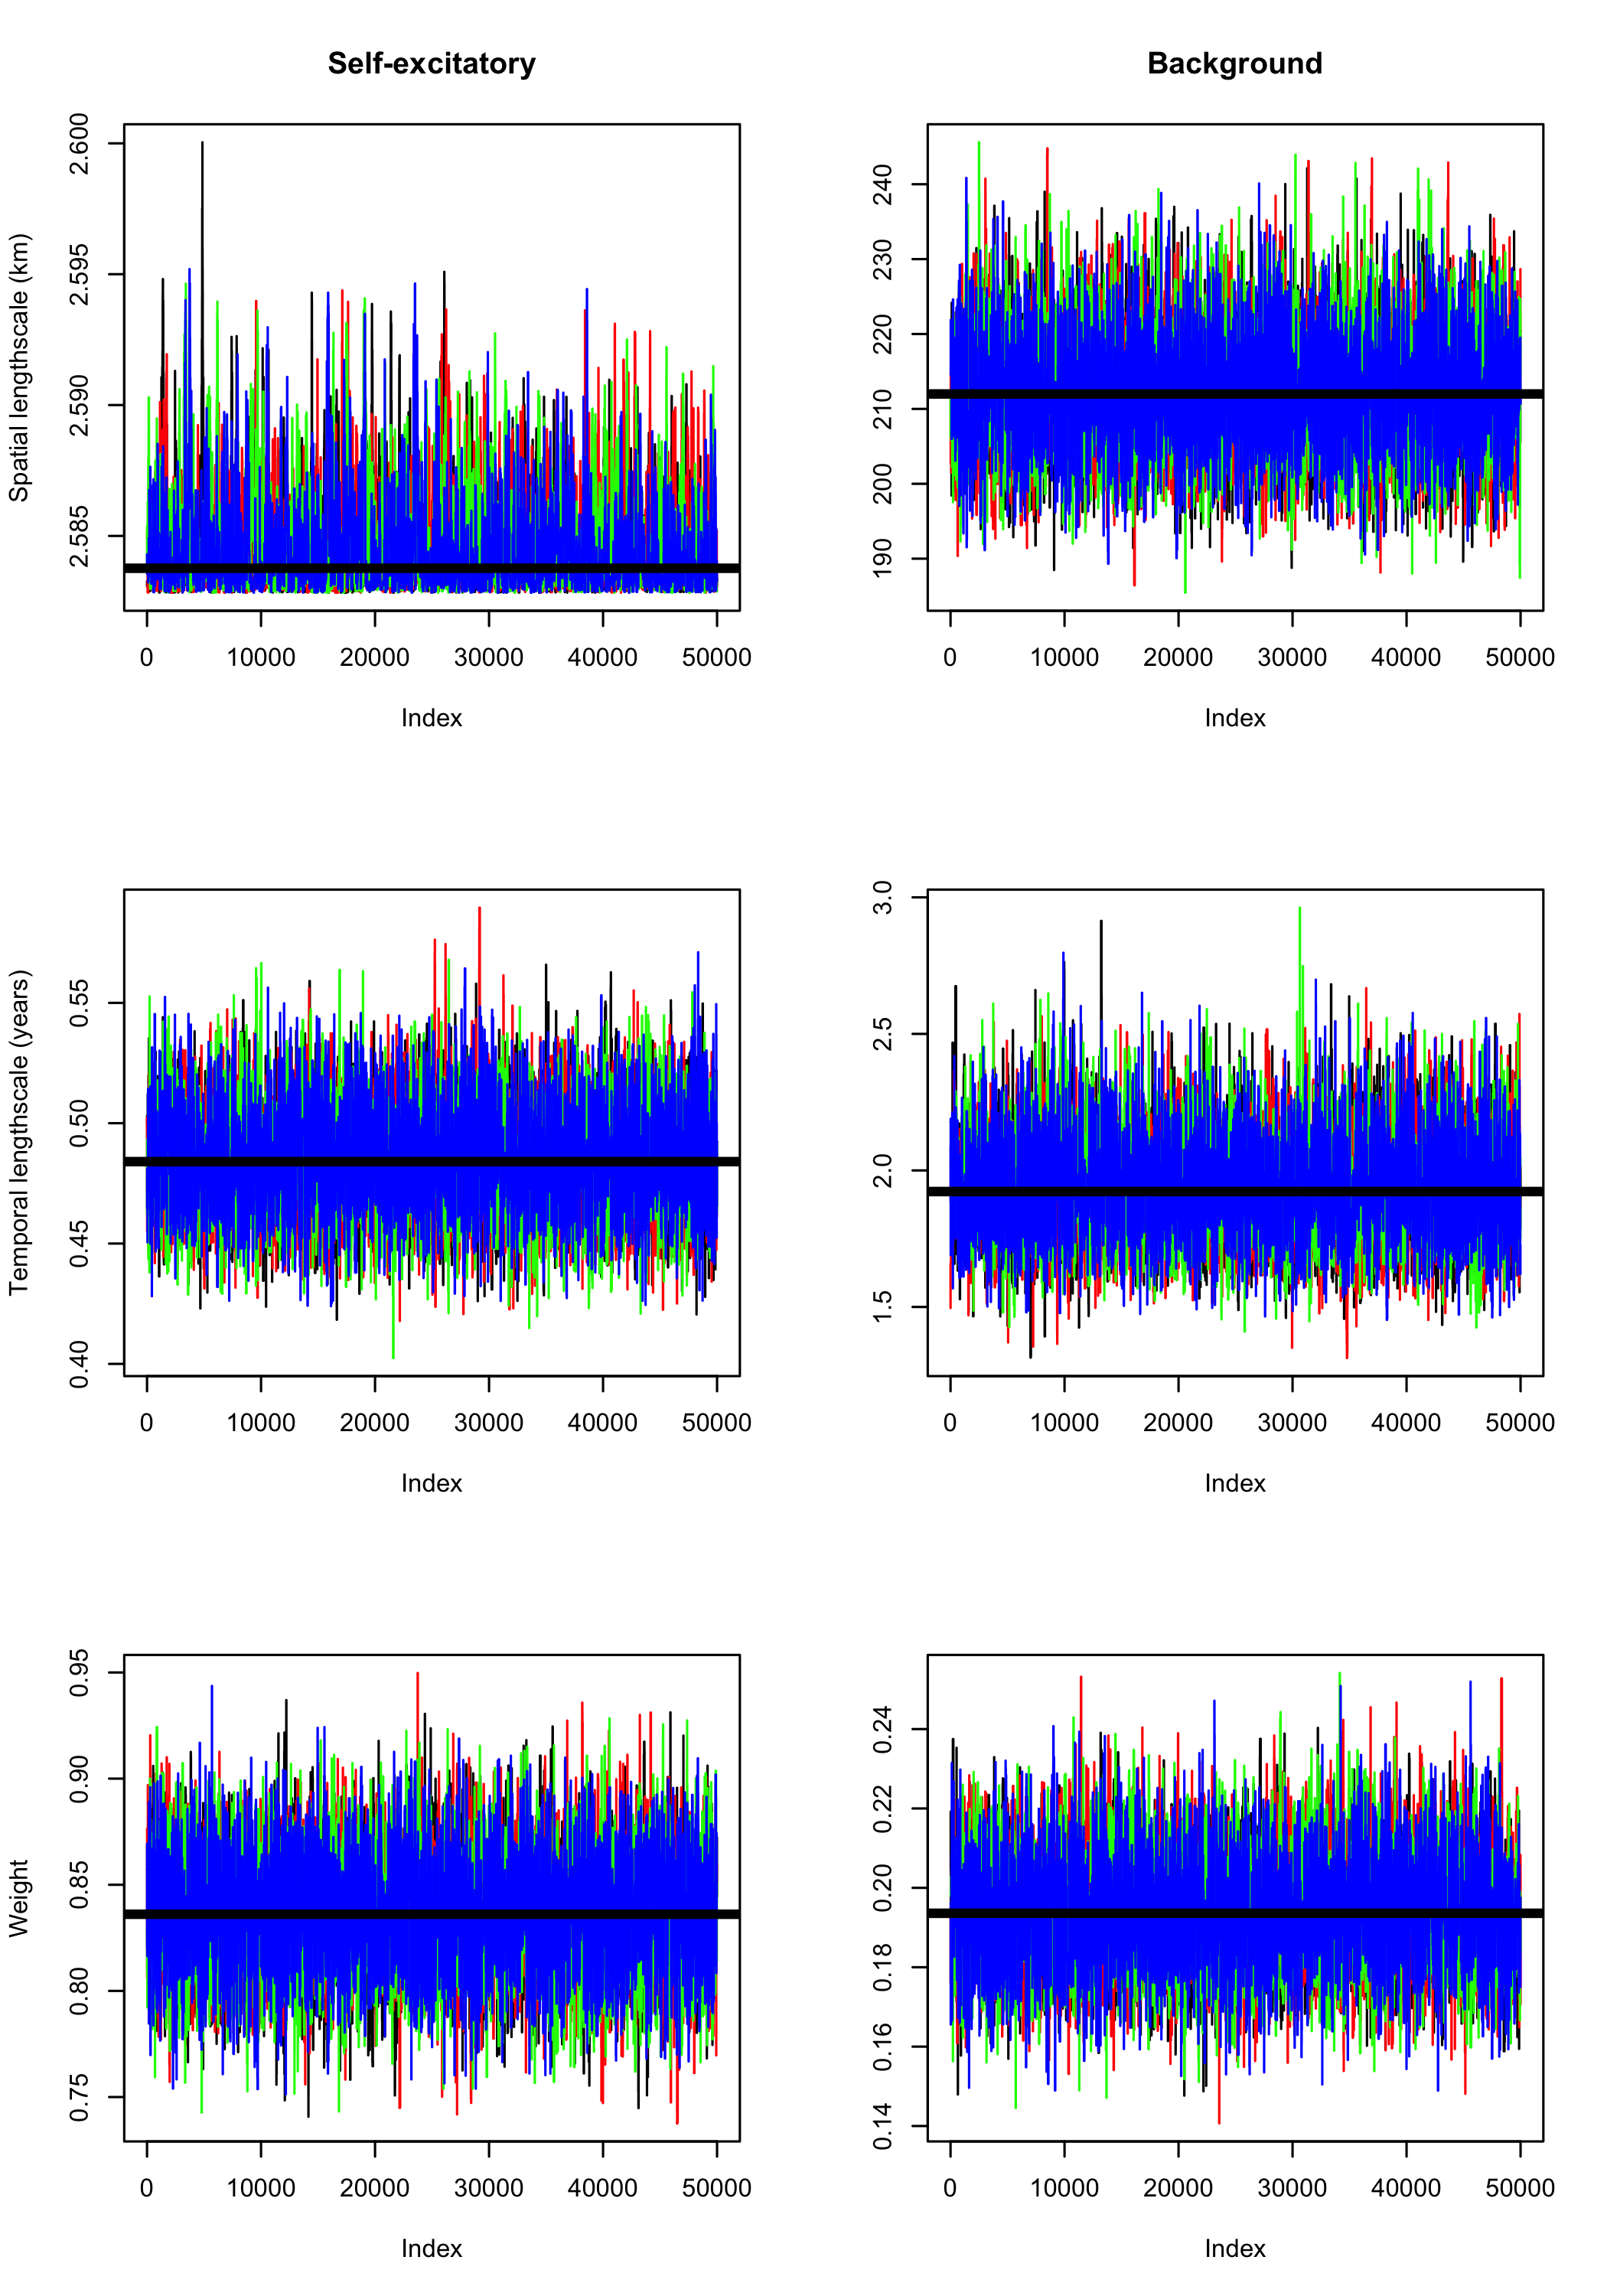 Self-excitatory
Background
Spatial lengthscale (km)
2.600
2.595
2.590
2.585
0 10000 20000 30000 40000 50000
Index
240
230
220
210
200
190
0 10000 20000 30000 40000 50000
Index
Temporal lengthscale (years)
0.55
0.50
0.45
0.40
0 10000 20000 30000 40000 50000
Index
3.0
2.5
2.0
1.5
0 10000 20000 30000 40000 50000
Index
Weight
0.95
0.90
0.85
0.80
0.75
0 10000 20000 30000 40000 50000
Index
0.24
0.22
0.20
0.18
0.16
0.14
0 10000 20000 30000 40000 50000
Index